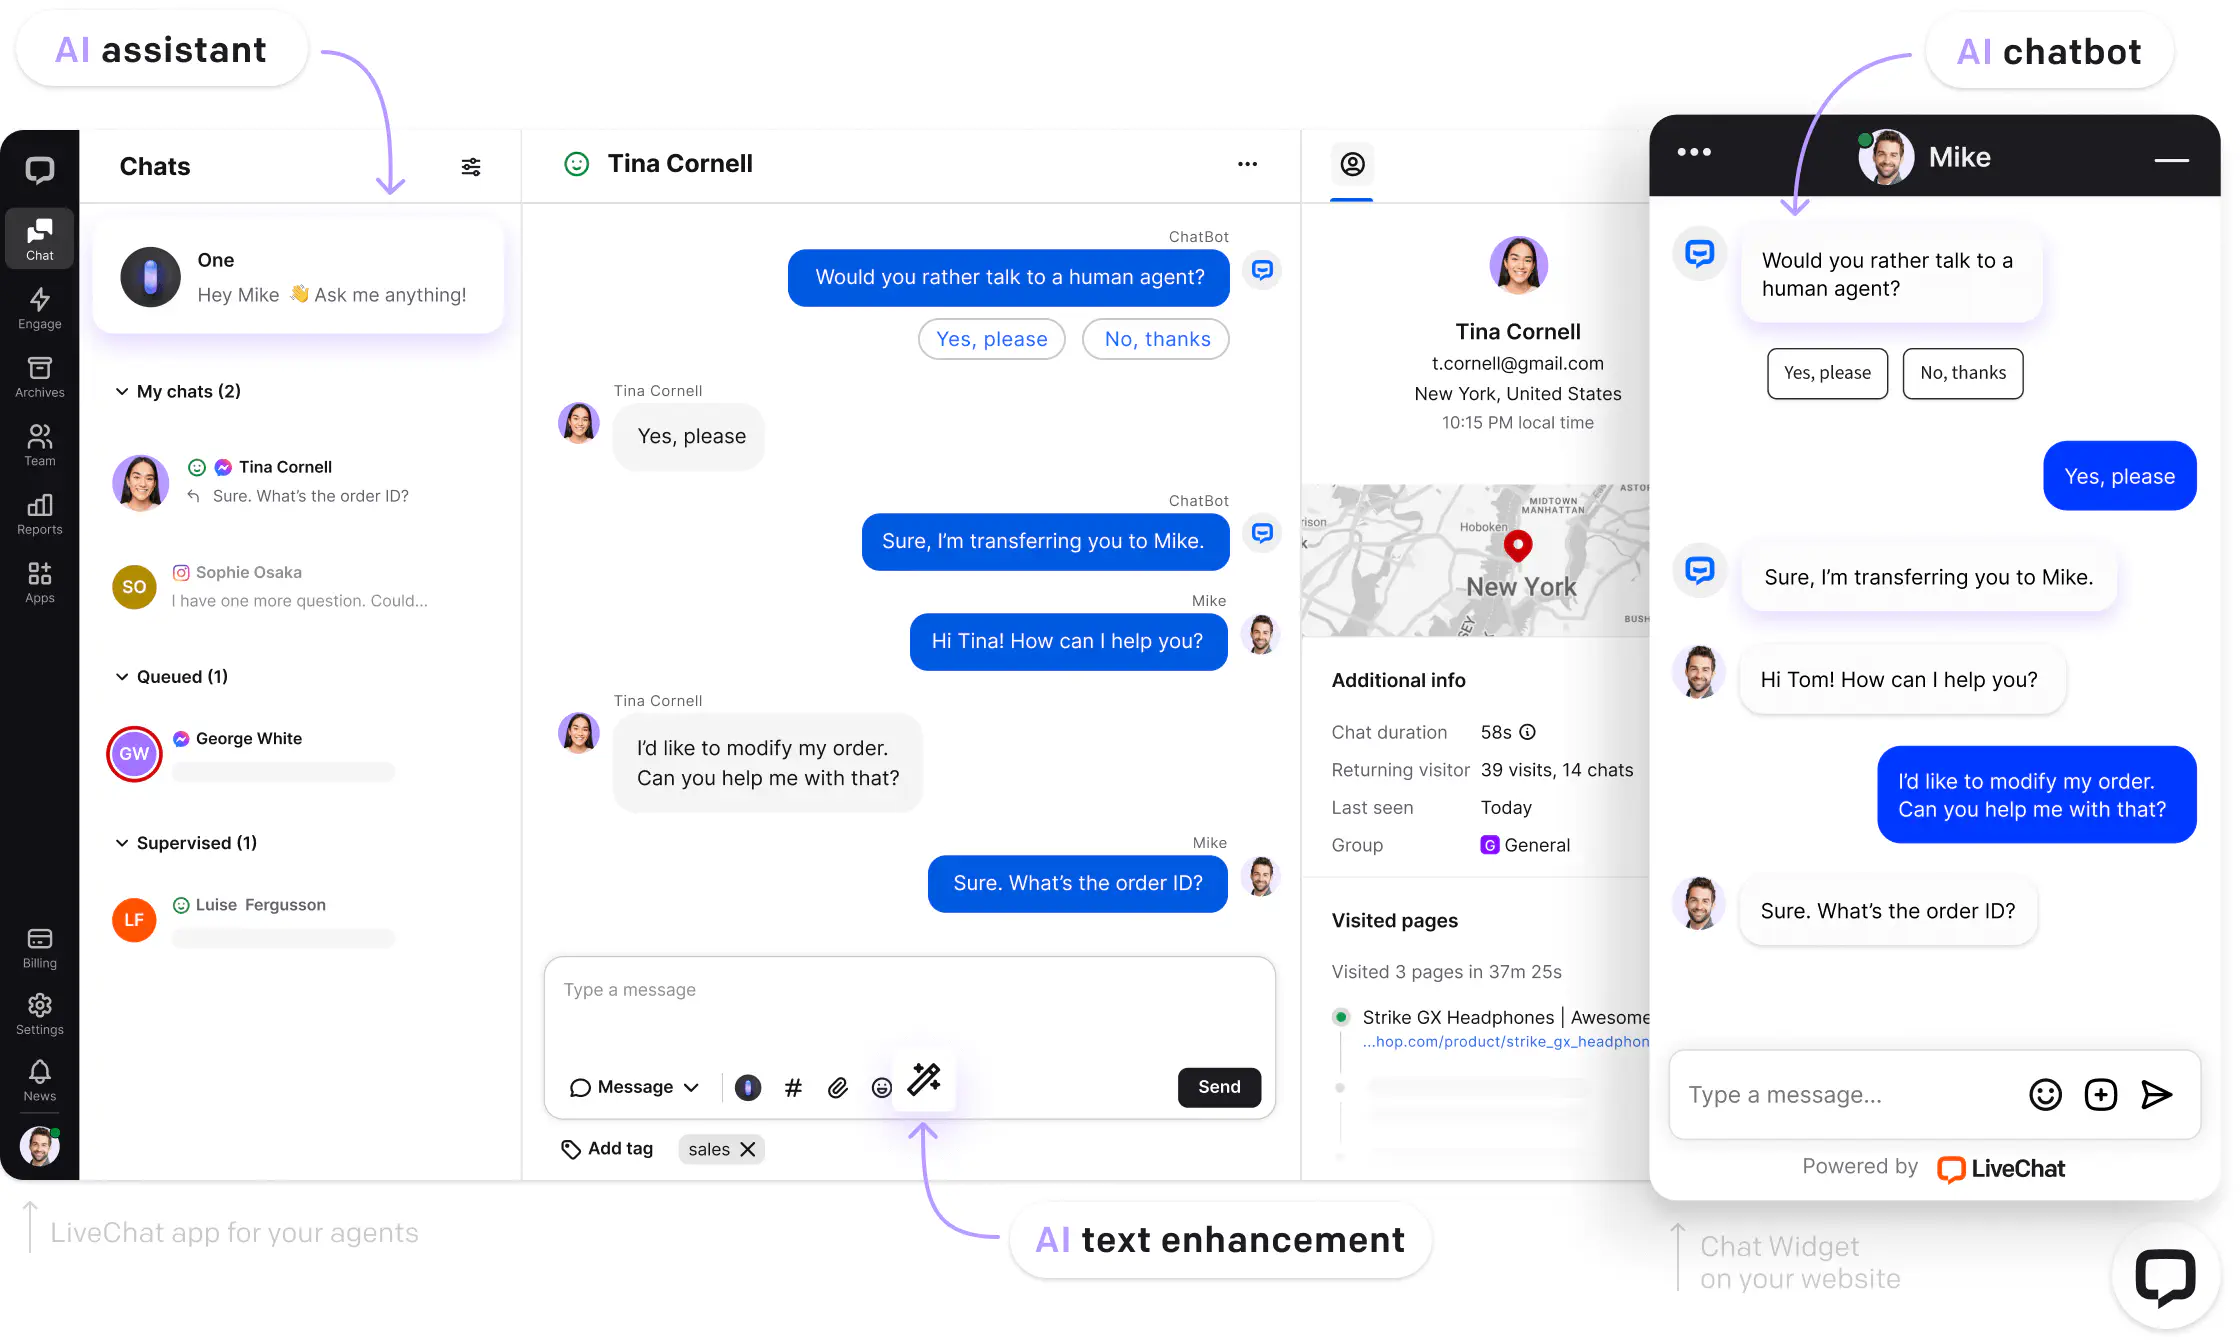 AI assistant
AI chatbot
Chat
Engage
Archives
Team
Reports
Apps
Billing
Settings
News
Chats
One
Hey Mike 👋 Ask me anything!
My chats (2)
Tina Cornell
Sure. What's the order ID?
SO
Sophie Osaka
I have one more question. Could...
Queued (1)
GW
George White
Supervised (1)
LF
Luise Fergusson
Tina Cornell
ChatBot
Would you rather talk to a human agent?
Yes, please
No, thanks
Tina Cornell
Yes, please
ChatBot
Sure, I'm transferring you to Mike.
Mike
Hi Tina! How can I help you?
Tina Cornell
I'd like to modify my order.
Can you help me with that?
Mike
Sure. What's the order ID?
Type a message
Message
#
Send
Add tag
sales
Tina Cornell
t.cornell@gmail.com
New York, United States
10:15 PM local time
MIDTOWN
MANHATTAN
Hoboken
New York
Additional info
Chat duration 58s
Returning visitor 39 visits, 14 chats
Last seen Today
Group G General
Visited pages
Visited 3 pages in 37m 25s
Strike GX Headphones | Awesome
...hop.com/product/strike_gx_headphon
Mike
Would you rather talk to a
human agent?
Yes, please
No, thanks
Yes, please
Sure, I'm transferring you to Mike.
Hi Tom! How can I help you?
I'd like to modify my order.
Can you help me with that?
Sure. What's the order ID?
Type a message...
Powered by LiveChat
LiveChat app for your agents
AI text enhancement
Chat Widget
on your website